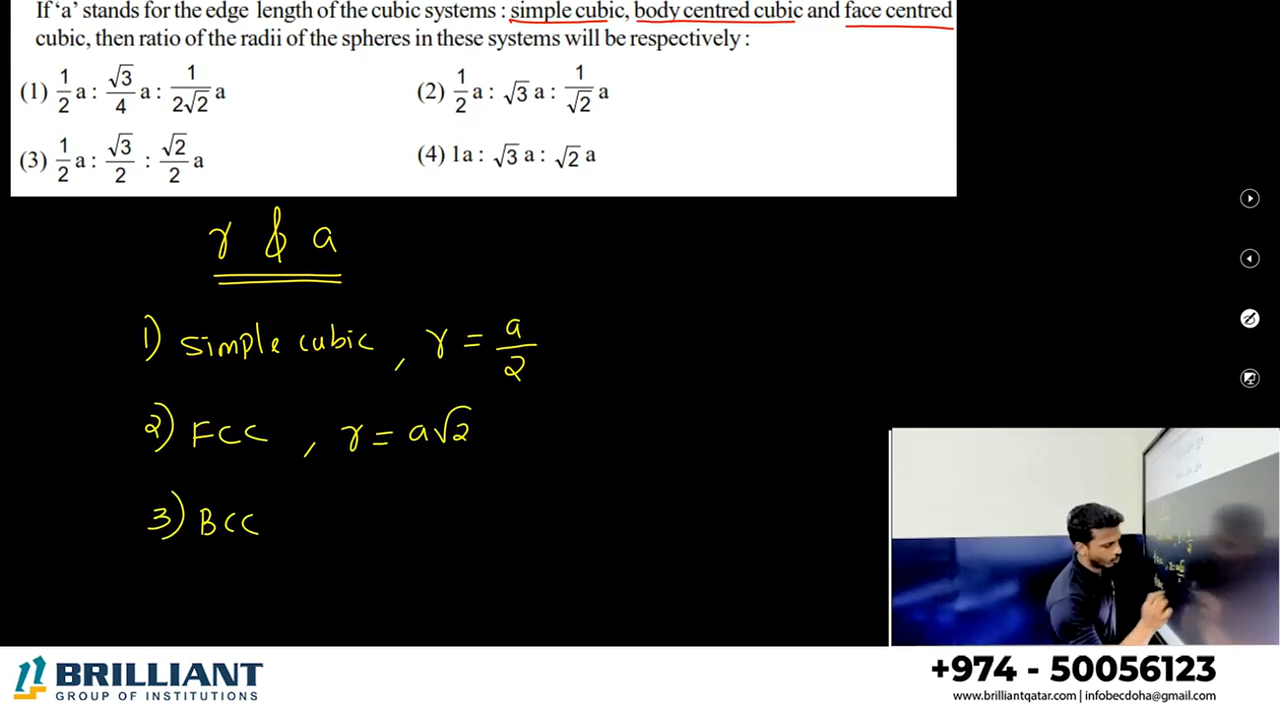 If ‘a’ stands for the edge length of the cubic systems : simple cubic, body centred cubic and face centred
cubic, then ratio of the radii of the spheres in these systems will be respectively :
(1) 1/2 a : √3/4 a : 1/2√2 a
(2) 1/2 a : √3 a : 1/√2 a
(3) 1/2 a : √3/2 : √2/2 a
(4) 1a : √3 a : √2 a
r & a
1) Simple cubic , r = a/2
2) FCC , r = a√2
3) BCC
BRILLIANT
GROUP OF INSTITUTIONS
+974 - 50056123
www.brilliantqatar.com | infobecdoha@gmail.com